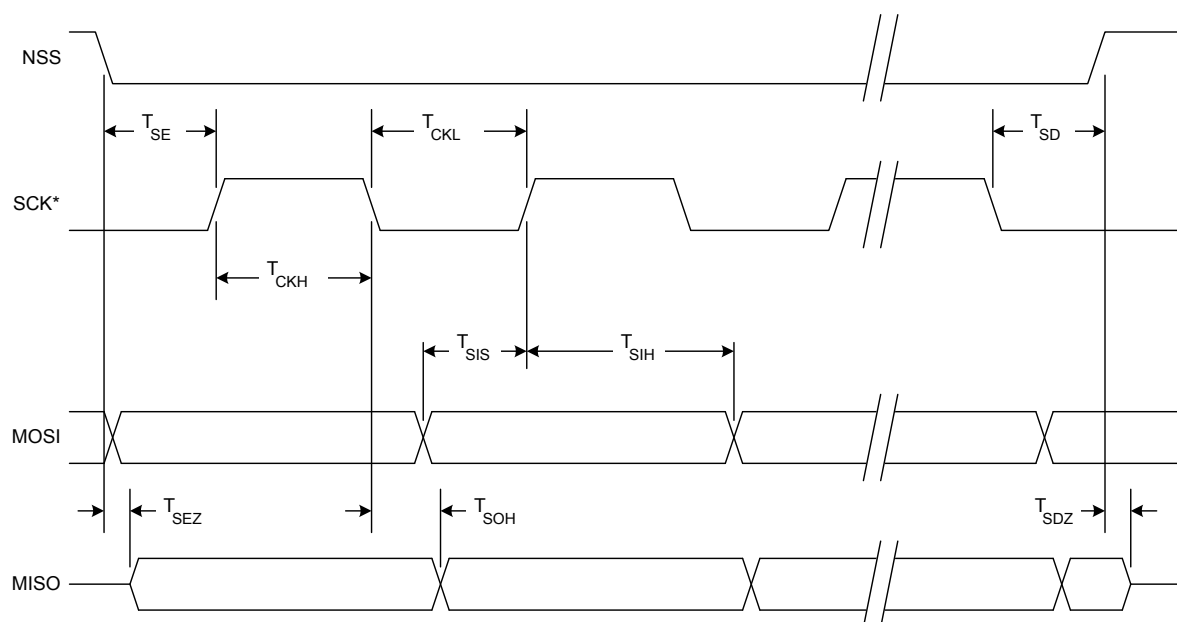 NSS
T_SE
T_CKL
T_SD
SCK*
T_CKH
T_SIS
T_SIH
MOSI
T_SEZ
T_SOH
T_SDZ
MISO